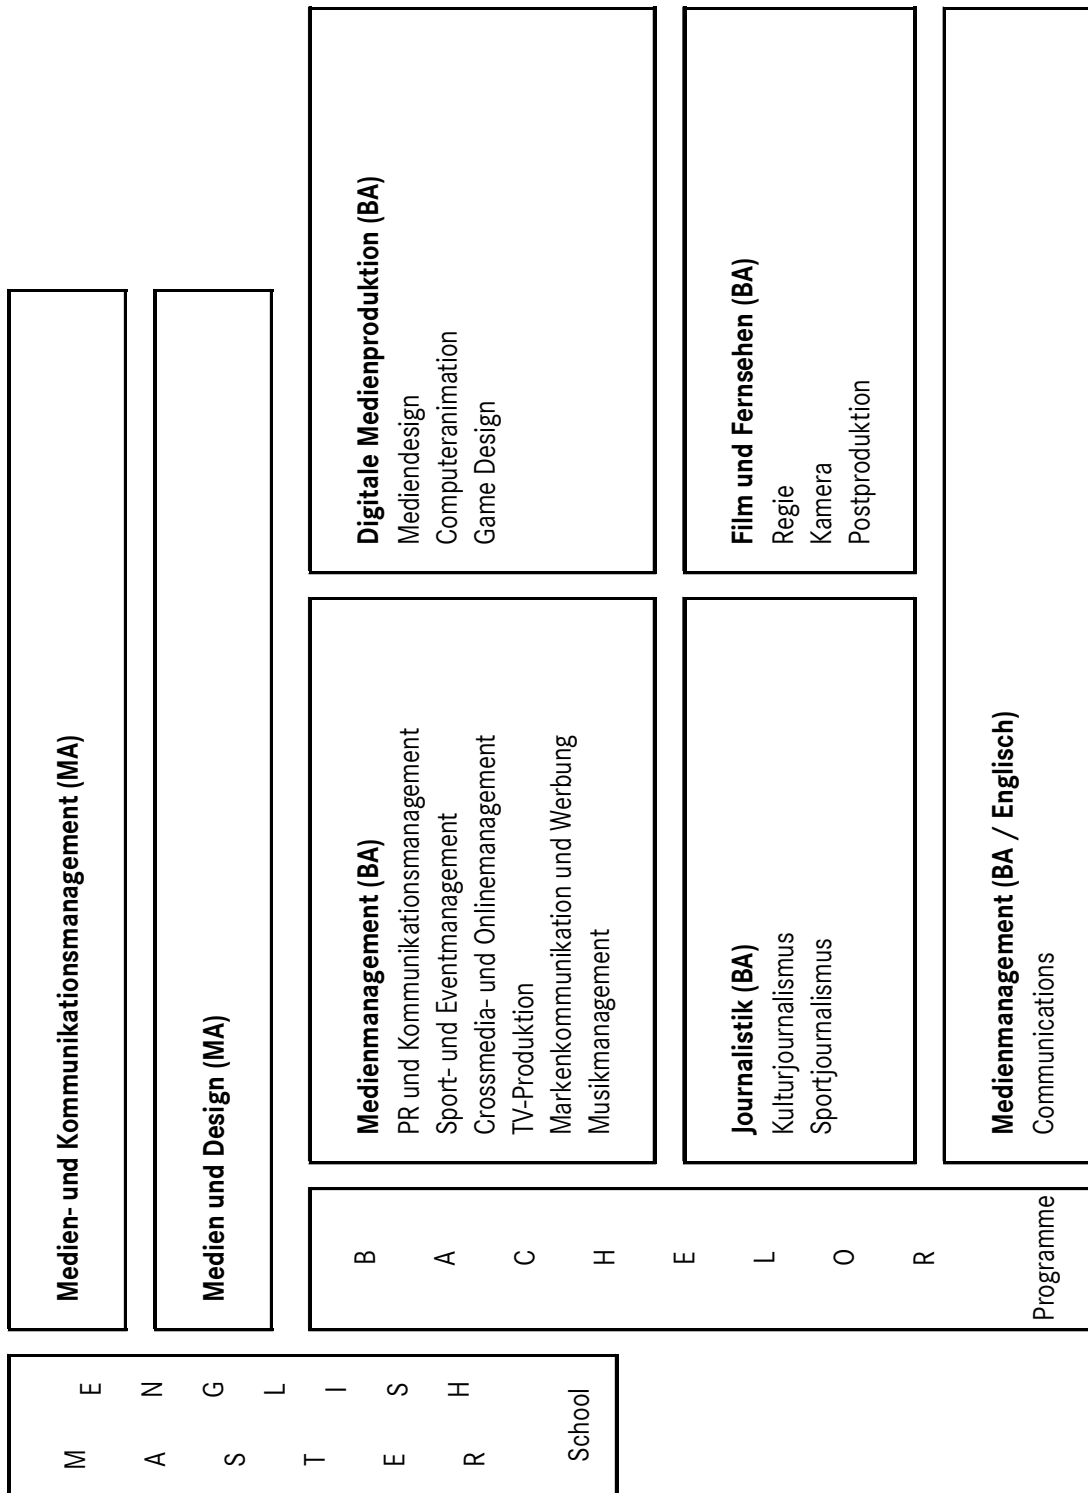 Medien- und Kommunikationsmanagement (MA)
Medien und Design (MA)
Medienmanagement (BA)
PR und Kommunikationsmanagement
Sport- und Eventmanagement
Crossmedia- und Onlinemanagement
TV-Produktion
Markenkommunikation und Werbung
Musikmanagement
Digitale Medienproduktion (BA)
Mediendesign
Computeranimation
Game Design
Journalistik (BA)
Kulturjournalismus
Sportjournalismus
Film und Fernsehen (BA)
Regie
Kamera
Postproduktion
Medienmanagement (BA / Englisch)
Communications
B
A
C
H
E
L
O
R
Programme
M
A
S
T
E
R
E
N
G
L
I
S
H
School